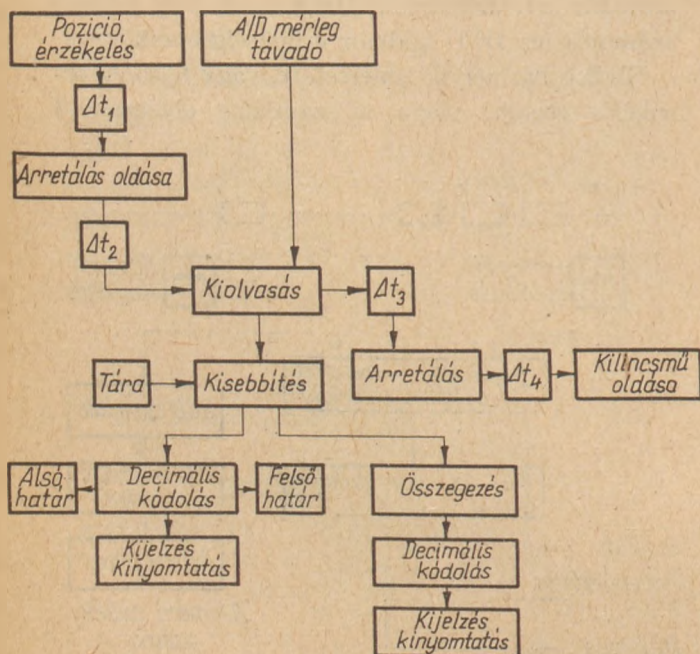 Pozició
érzékelés
A/D mérleg
távadó
Δt1
Arretálás oldása
Δt2
Kiolvasás
Δt3
Tára
Kisebbítés
Arretálás
Δt4
Kilincsmű
oldása
Alsó
határ
Decimális
kódolás
Felső
határ
Összegezés
Kijelzés
Kinyomtatás
Decimális
kódolás
Kijelzés
kinyomtatás